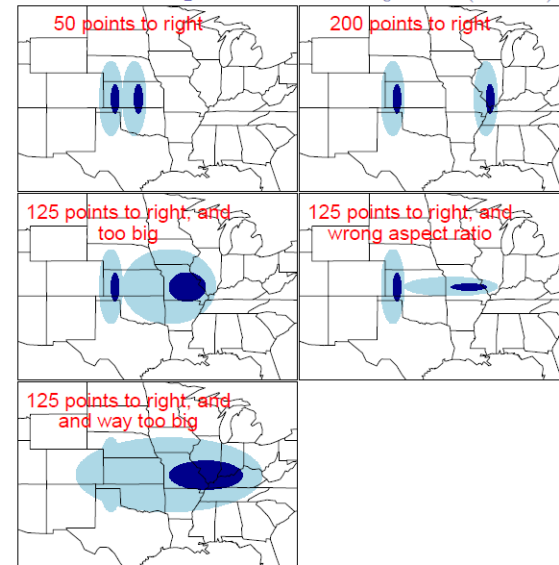 50 points to right
200 points to right
125 points to right, and
too big
125 points to right, and
wrong aspect ratio
125 points to right, and
and way too big